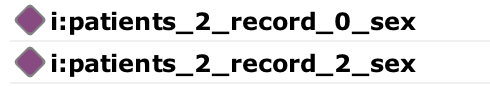 i:patients_2_record_0_sex
i:patients_2_record_2_sex